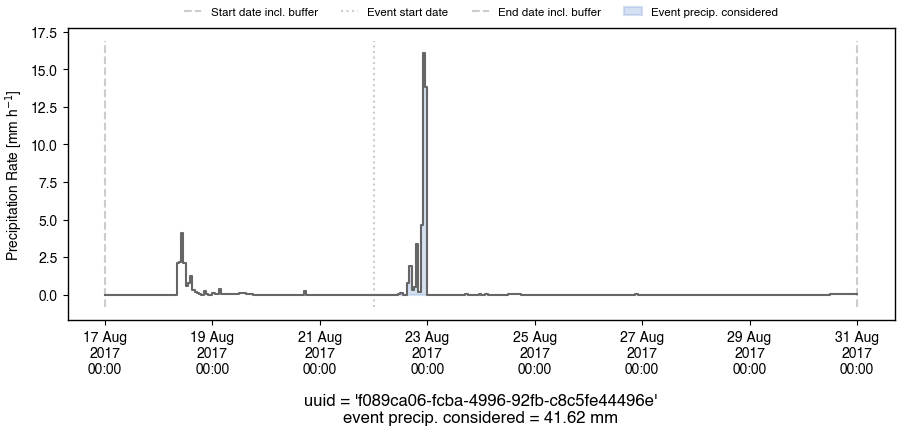 Start date incl. buffer Event start date End date incl. buffer Event precip. considered
Precipitation Rate [mm h⁻¹]
17.5
15.0
12.5
10.0
7.5
5.0
2.5
0.0
17 Aug 19 Aug 21 Aug 23 Aug 25 Aug 27 Aug 29 Aug 31 Aug
2017 2017 2017 2017 2017 2017 2017 2017
00:00 00:00 00:00 00:00 00:00 00:00 00:00 00:00
uuid = 'f089ca06-fcba-4996-92fb-c8c5fe44496e'
event precip. considered = 41.62 mm